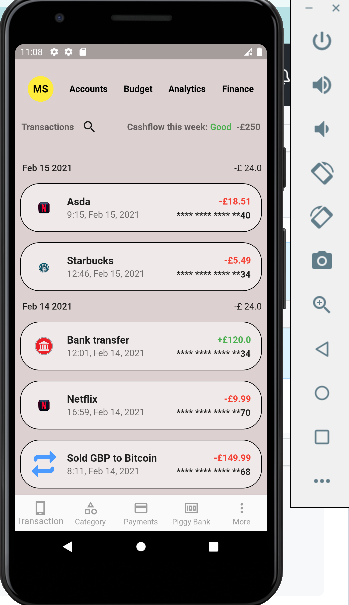 11:08
MS Accounts Budget Analytics Finance
Transactions Cashflow this week: Good -£250
Feb 15 2021 -£ 24.0
Asda -£18.51
9:15, Feb 15, 2021 **** **** **** **40
Starbucks -£5.49
12:46, Feb 15, 2021 **** **** **** **34
Feb 14 2021 -£ 24.0
Bank transfer +£120.0
12:01, Feb 14, 2021 **** **** **** **34
Netflix -£9.99
16:59, Feb 14, 2021 **** **** **** **70
Sold GBP to Bitcoin -£149.99
8:11, Feb 14, 2021 **** **** **** **68
Transaction Category Payments Piggy Bank More